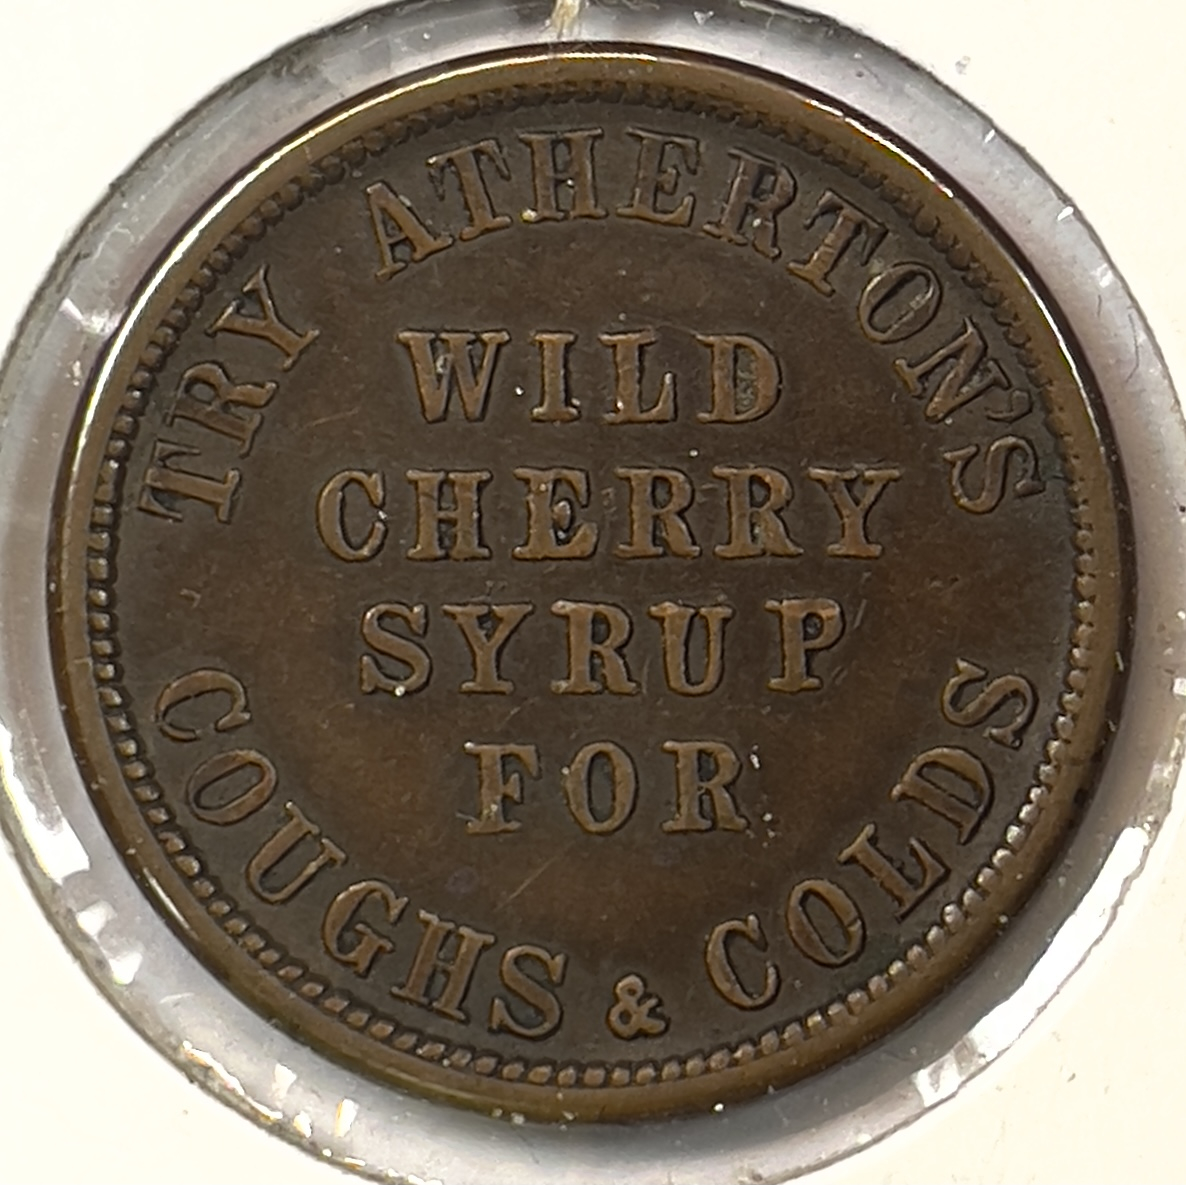 TRY ATHERTON'S
WILD
CHERRY
SYRUP
FOR
COUGHS & COLDS